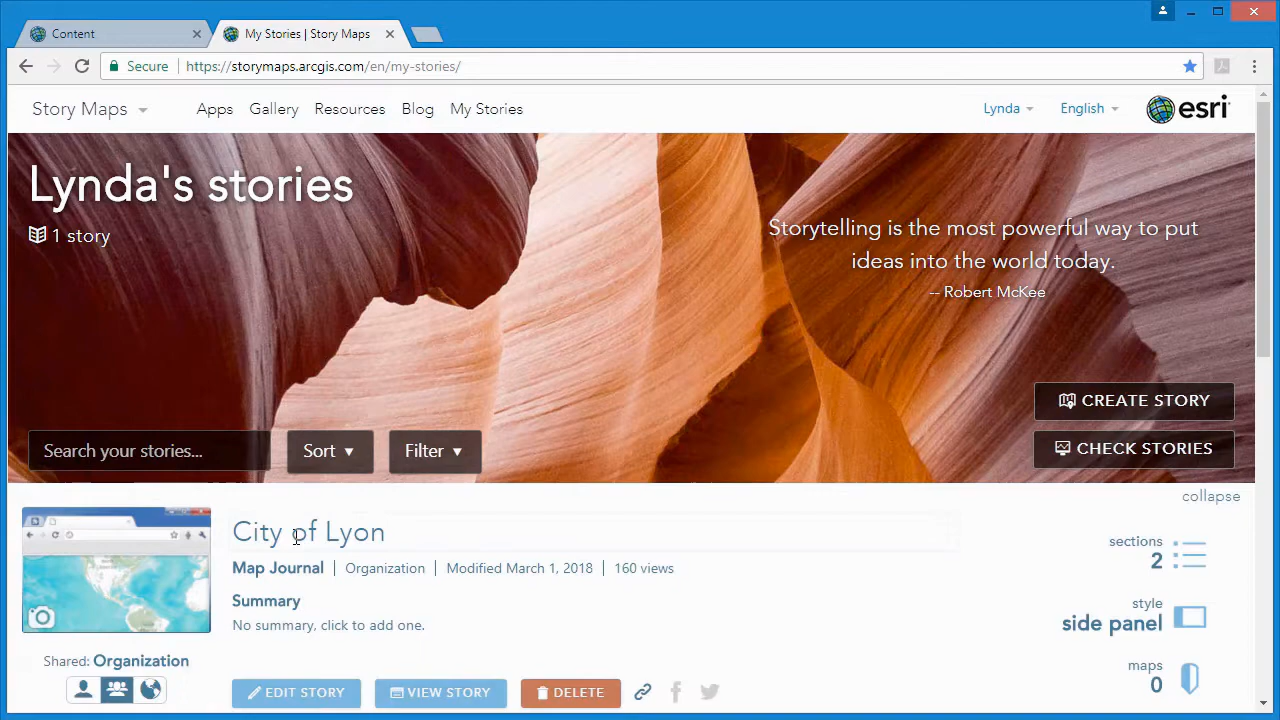 Content
My Stories | Story Maps
Secure
https://storymaps.arcgis.com/en/my-stories/
Story Maps
Apps
Gallery
Resources
Blog
My Stories
Lynda
English
esri
Lynda's stories
1 story
Storytelling is the most powerful way to put
ideas into the world today.
-- Robert McKee
CREATE STORY
Search your stories...
Sort
Filter
CHECK STORIES
collapse
City of Lyon
Map Journal | Organization | Modified March 1, 2018 | 160 views
Summary
No summary, click to add one.
sections
2
style
side panel
Shared: Organization
maps
0
EDIT STORY
VIEW STORY
DELETE